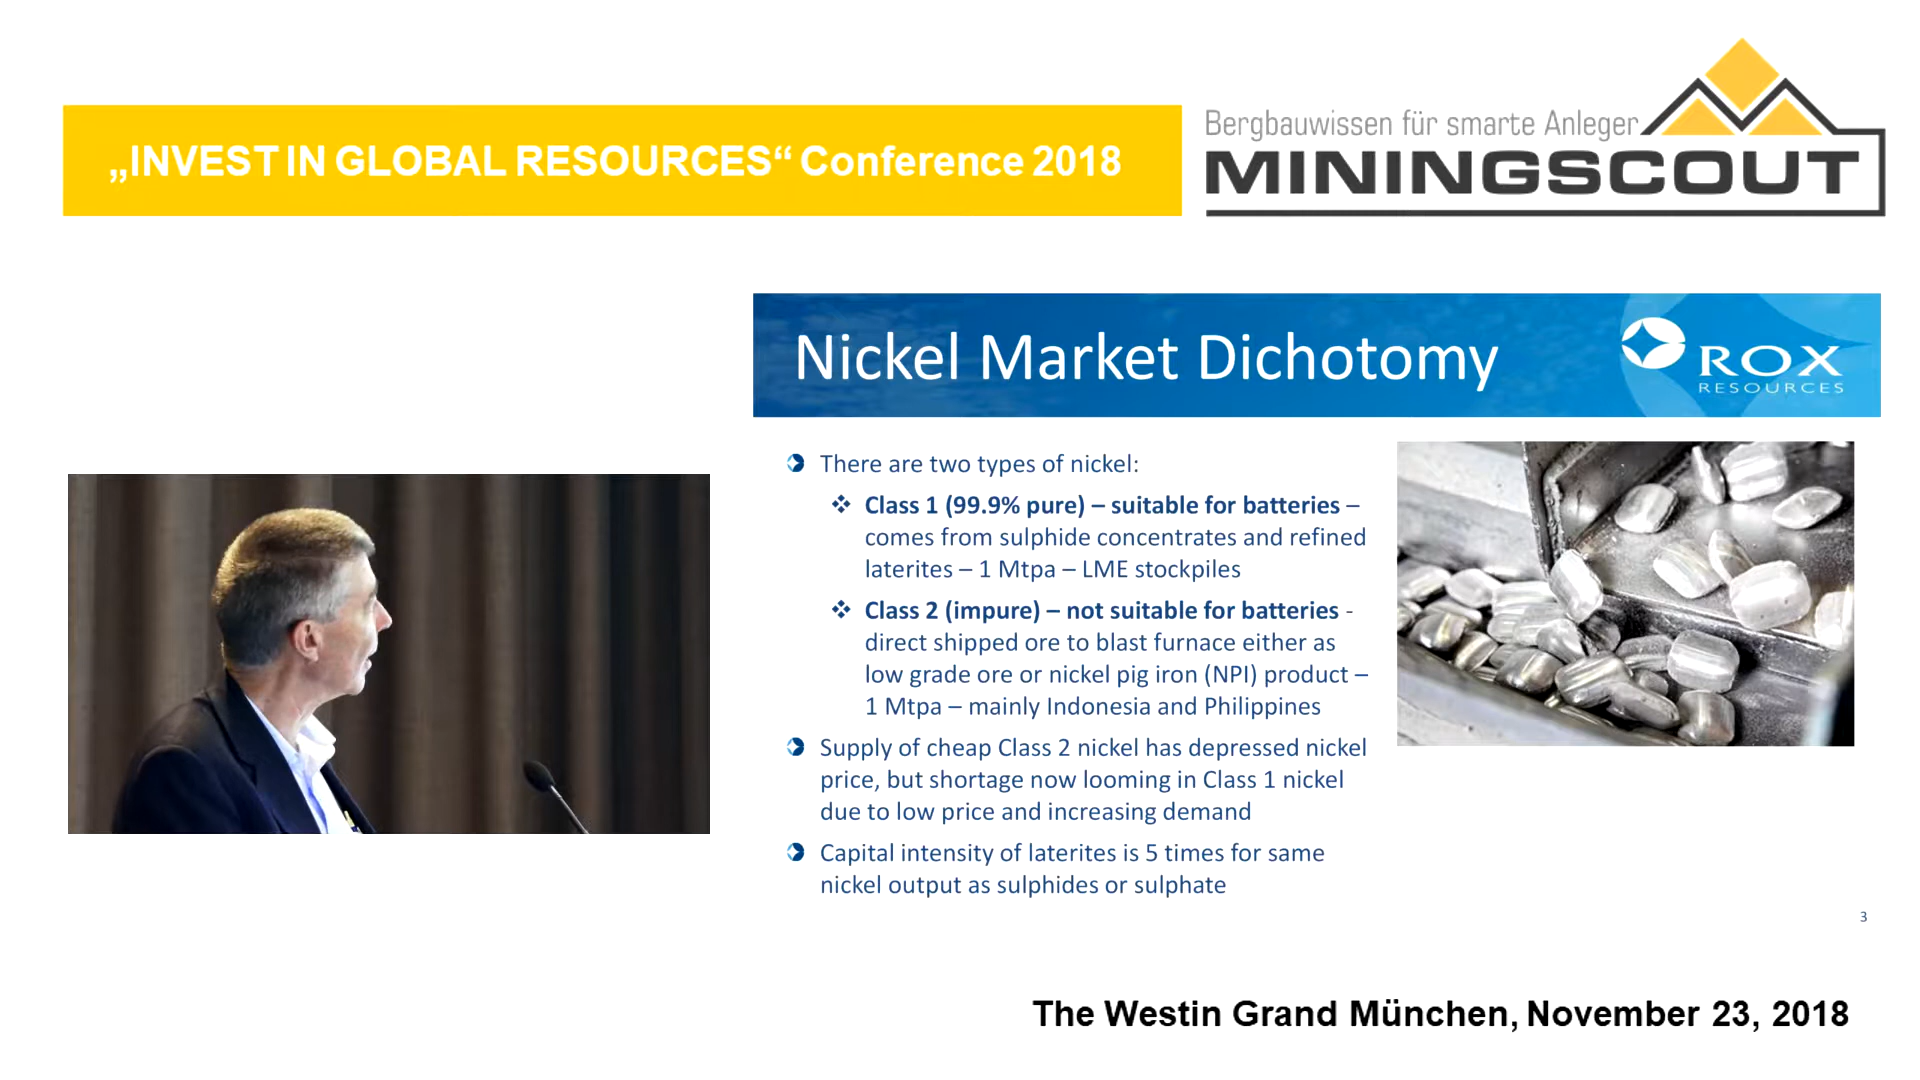 „INVEST IN GLOBAL RESOURCES“ Conference 2018
Bergbauwissen für smarte Anleger
MININGSCOUT
Nickel Market Dichotomy
ROX
RESOURCES
There are two types of nickel:
Class 1 (99.9% pure) – suitable for batteries –
comes from sulphide concentrates and refined
laterites – 1 Mtpa – LME stockpiles
Class 2 (impure) – not suitable for batteries -
direct shipped ore to blast furnace either as
low grade ore or nickel pig iron (NPI) product –
1 Mtpa – mainly Indonesia and Philippines
Supply of cheap Class 2 nickel has depressed nickel
price, but shortage now looming in Class 1 nickel
due to low price and increasing demand
Capital intensity of laterites is 5 times for same
nickel output as sulphides or sulphate
3
The Westin Grand München, November 23, 2018